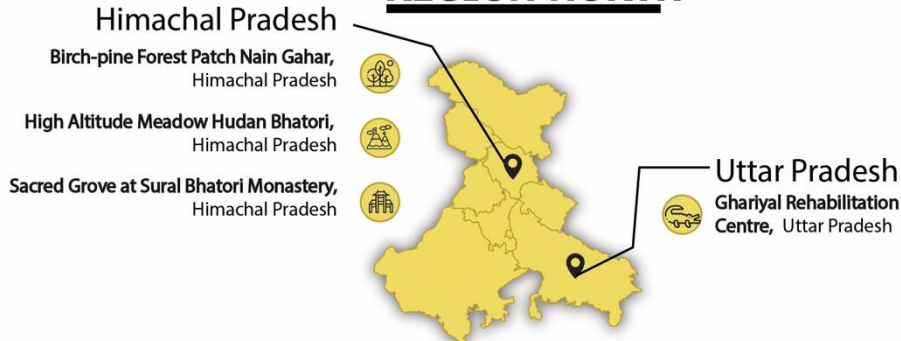 Himachal Pradesh
Birch-pine Forest Patch Nain Gahar,
Himachal Pradesh
High Altitude Meadow Hudan Bhatori,
Himachal Pradesh
Sacred Grove at Sural Bhatori Monastery,
Himachal Pradesh
Uttar Pradesh
Ghariyal Rehabilitation
Centre, Uttar Pradesh